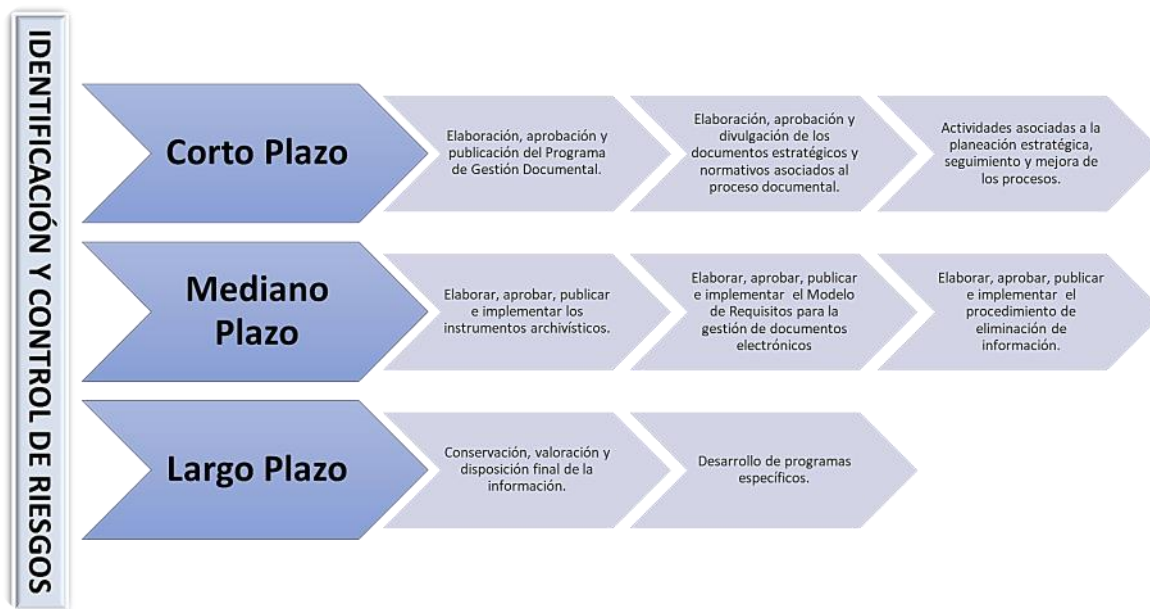 IDENTIFICACIÓN Y CONTROL DE RIESGOS
Corto Plazo
Elaboración, aprobación y
publicación del Programa
de Gestión Documental.
Elaboración, aprobación y
divulgación de los
documentos estratégicos y
normativos asociados al
proceso documental.
Actividades asociadas a la
planeación estratégica,
seguimiento y mejora de
los procesos.
Mediano
Plazo
Elaborar, aprobar, publicar
e implementar los
instrumentos archivísticos.
Elaborar, aprobar, publicar
e implementar el Modelo
de Requisitos para la
gestión de documentos
electrónicos
Elaborar, aprobar, publicar
e implementar el
procedimiento de
eliminación de
información.
Largo Plazo
Conservación, valoración y
disposición final de la
información.
Desarrollo de programas
específicos.